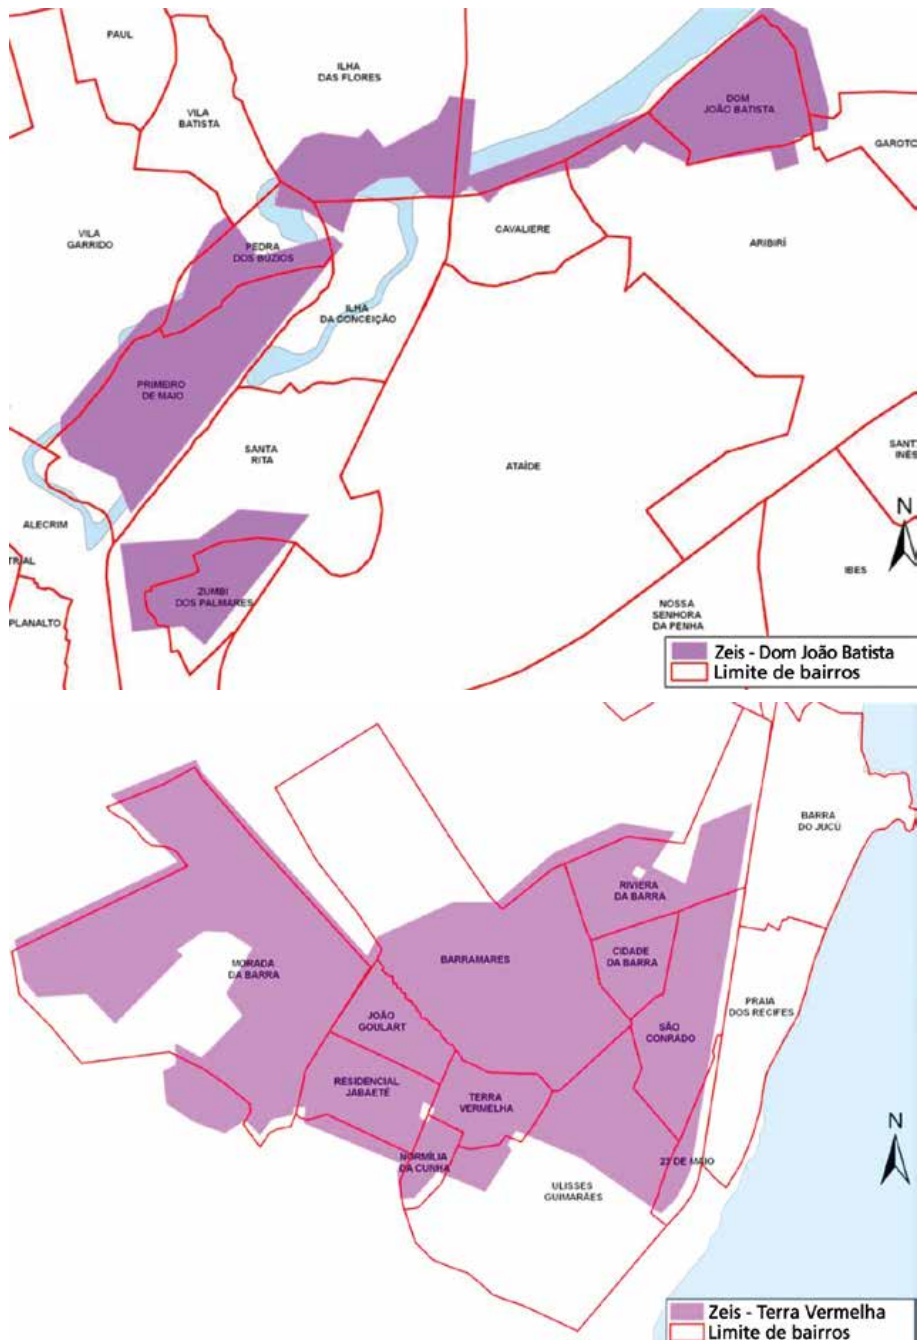 PAUL
ILHA
DAS FLORES
DOM
JOÃO BATISTA
VILA
BATISTA
GAROTO
VILA
GARRIDO
CAVALIERE
ARIBIRÍ
PEDRA
DOS BÚZIOS
ILHA
DA CONCEIÇÃO
PRIMEIRO
DE MAIO
SANTA
RITA
ATAÍDE
SANT
INÊS
ALECRIM
N
TRIAL
ZUMBI
DOS PALMARES
IBES
PLANALTO
NOSSA
SENHORA
DA PENHA
Zeis - Dom João Batista
Limite de bairros
BARRA
DO JUCÚ
RIVIERA
DA BARRA
BARRAMARES
CIDADE
DA BARRA
MORADA
DA BARRA
PRAIA
DOS RECIFES
JOÃO
GOULART
SÃO
CONRADO
RESIDENCIAL
JABAETÉ
TERRA
VERMELHA
N
NORMÍLIA
DA CUNHA
23 DE MAIO
ULISSES
GUIMARÃES
Zeis - Terra Vermelha
Limite de bairros